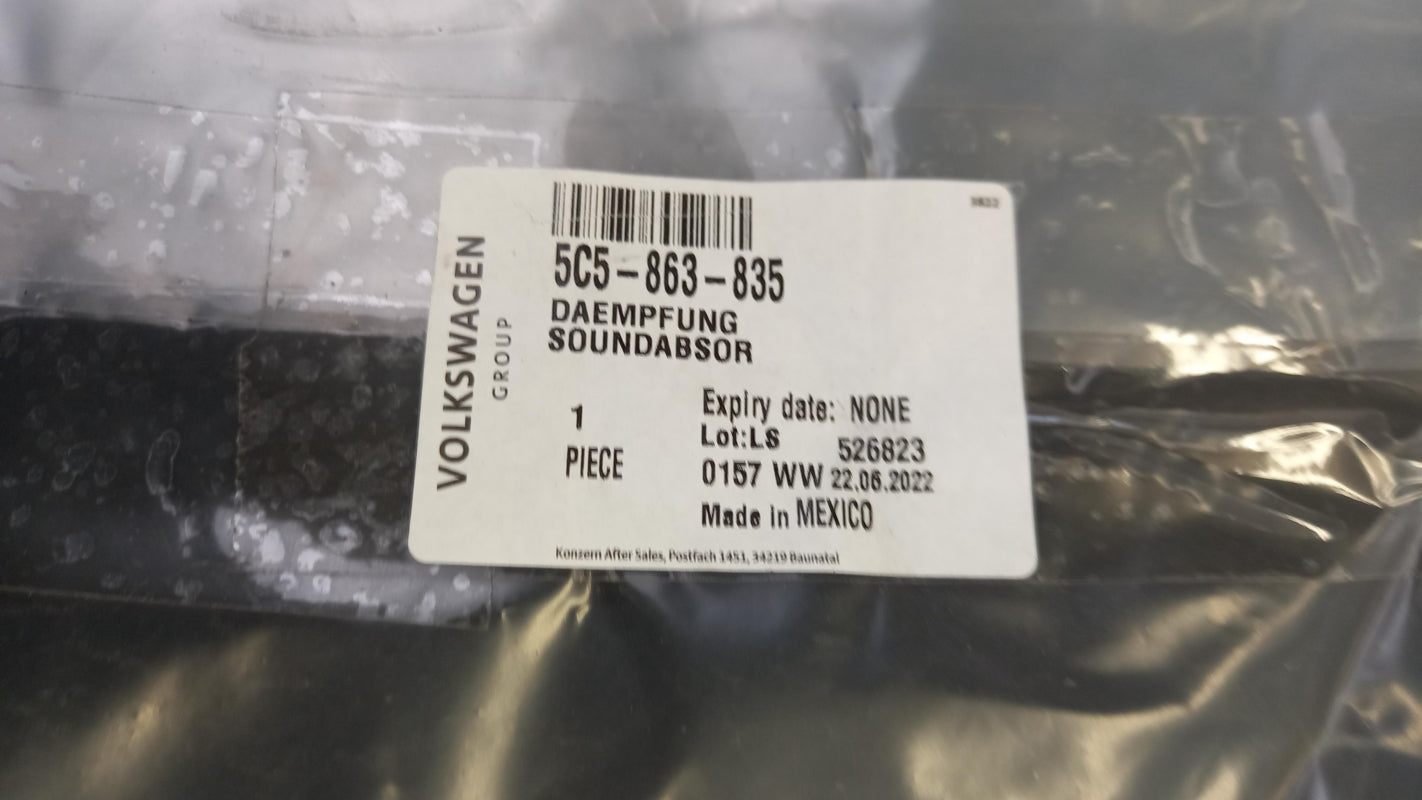 VOLKSWAGEN
GROUP
5C5-863-835
DAEMPFUNG
SOUNDABSOR
1
PIECE
Expiry date: NONE
Lot:LS 526823
0157 WW 22.06.2022
Made in MEXICO
Konzern After Sales, Postfach 1451, 34219 Baunatal